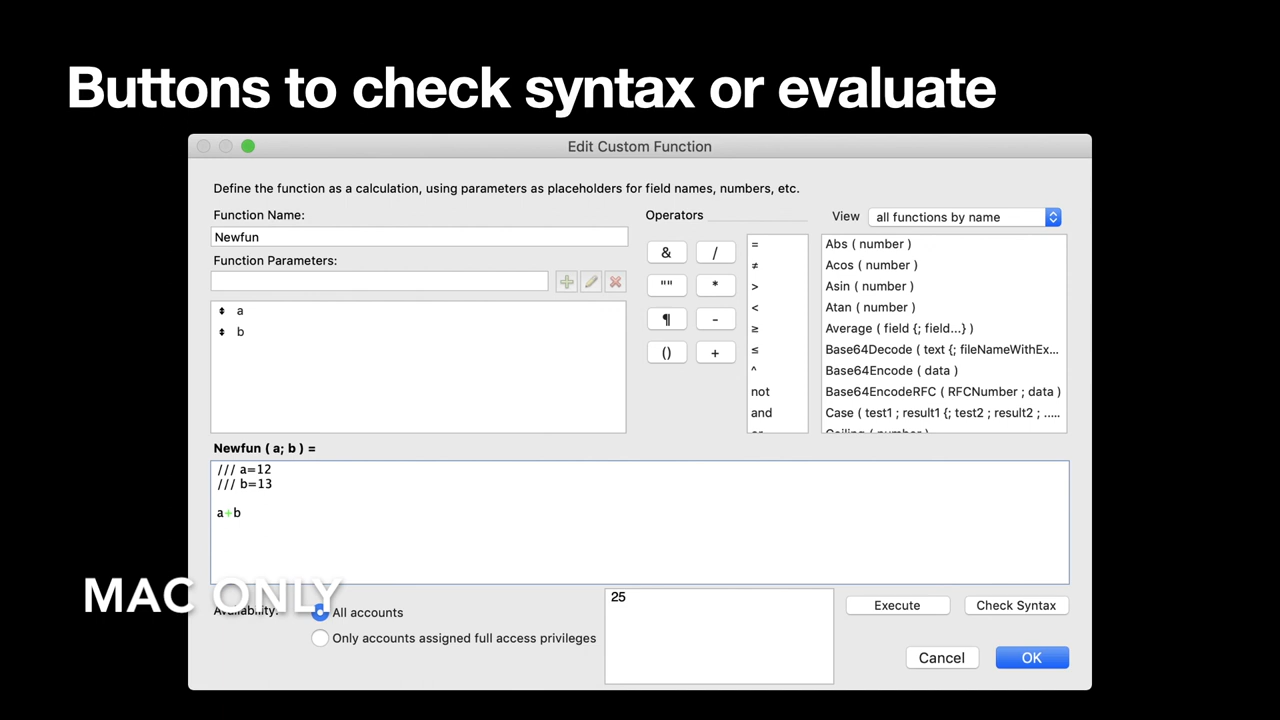 Buttons to check syntax or evaluate
Edit Custom Function
Define the function as a calculation, using parameters as placeholders for field names, numbers, etc.
Function Name:
Newfun
Function Parameters:
a
b
Operators
&
/
""
*
¶
-
()
+
=
≠
>
<
≥
≤
^
not
and
View
all functions by name
Abs ( number )
Acos ( number )
Asin ( number )
Atan ( number )
Average ( field {; field...} )
Base64Decode ( text {; fileNameWithEx...
Base64Encode ( data )
Base64EncodeRFC ( RFCNumber ; data )
Case ( test1 ; result1 {; test2 ; result2 ; .....
Ceiling ( number )
Newfun ( a; b ) =
/// a=12
/// b=13
a+b
MAC ONLY
Availability:
All accounts
Only accounts assigned full access privileges
25
Execute
Check Syntax
Cancel
OK